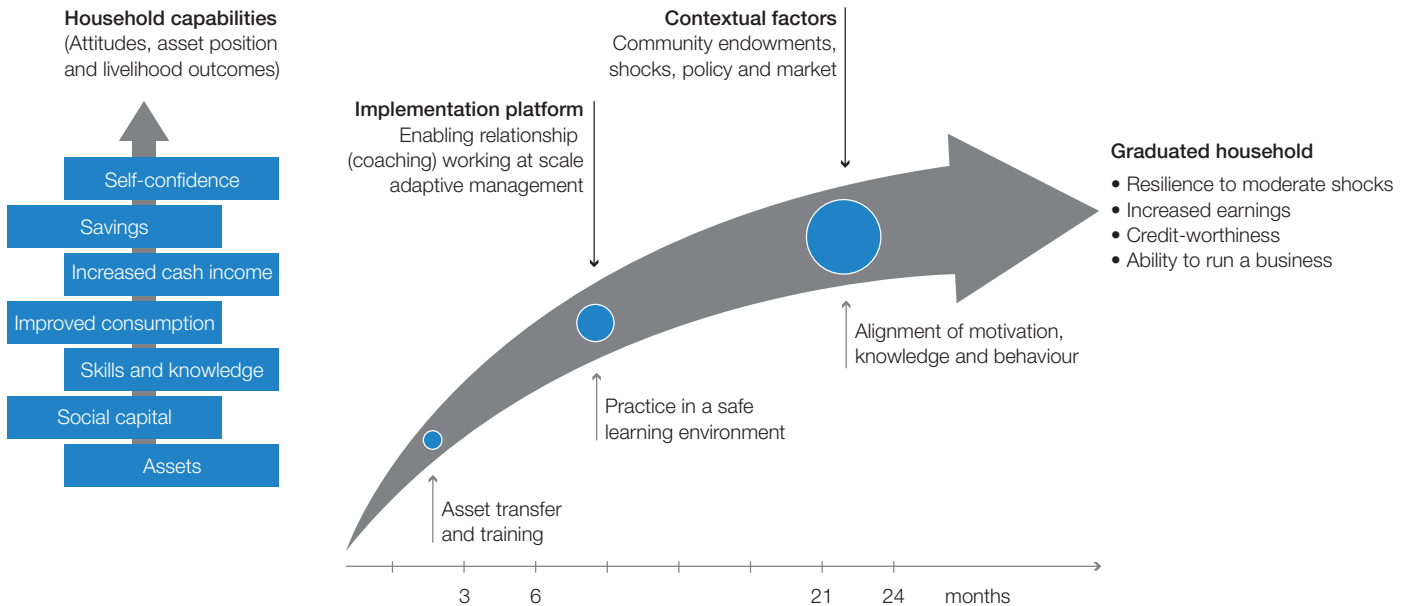 Household capabilities
(Attitudes, asset position
and livelihood outcomes)
Self-confidence
Savings
Increased cash income
Improved consumption
Skills and knowledge
Social capital
Assets
Implementation platform
Enabling relationship
(coaching) working at scale
adaptive management
Contextual factors
Community endowments,
shocks, policy and market
Graduated household
• Resilience to moderate shocks
• Increased earnings
• Credit-worthiness
• Ability to run a business
Alignment of motivation,
knowledge and behaviour
Practice in a safe
learning environment
Asset transfer
and training
3 6 21 24 months